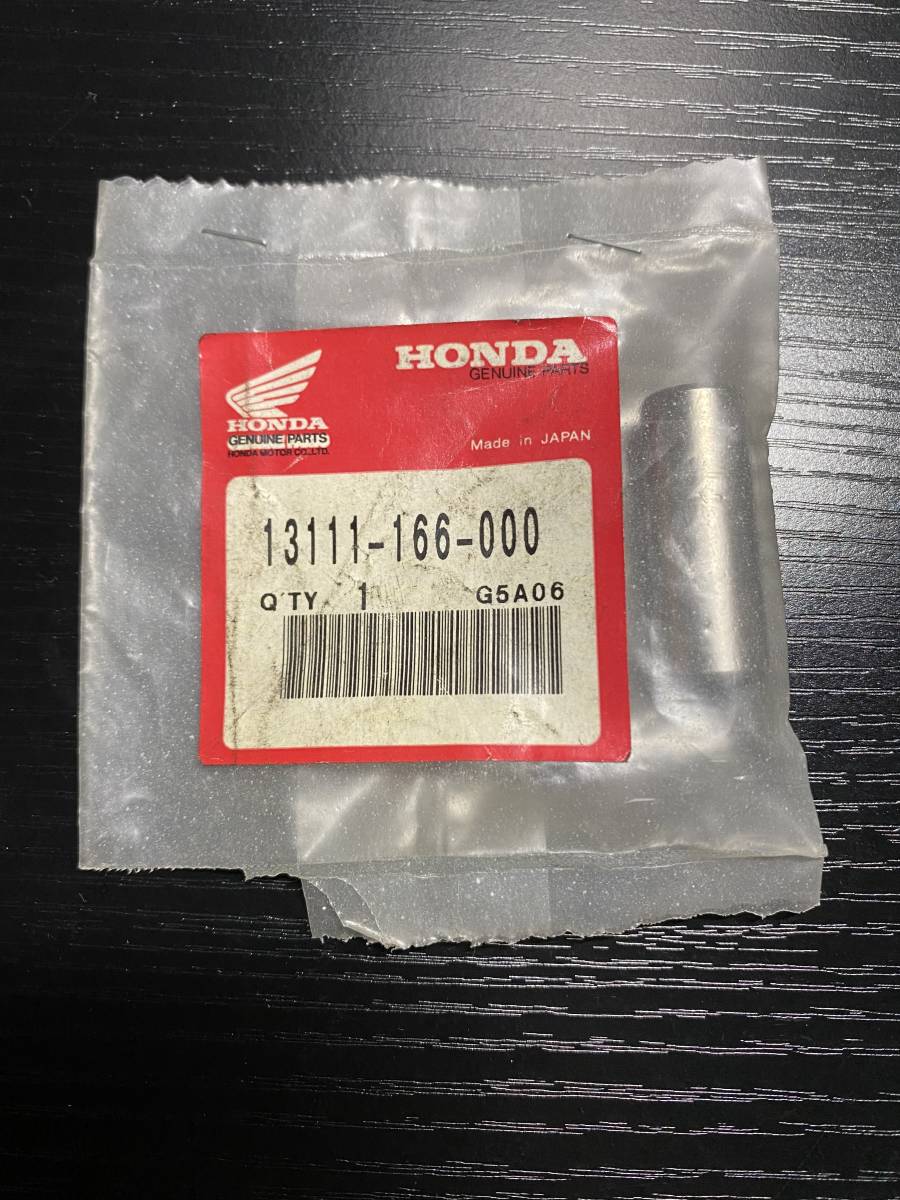 HONDA
GENUINE PARTS
HONDA
GENUINE PARTS
HONDA MOTOR CO.,LTD.
Made in JAPAN
13111-166-000
Q'TY 1 G5A06